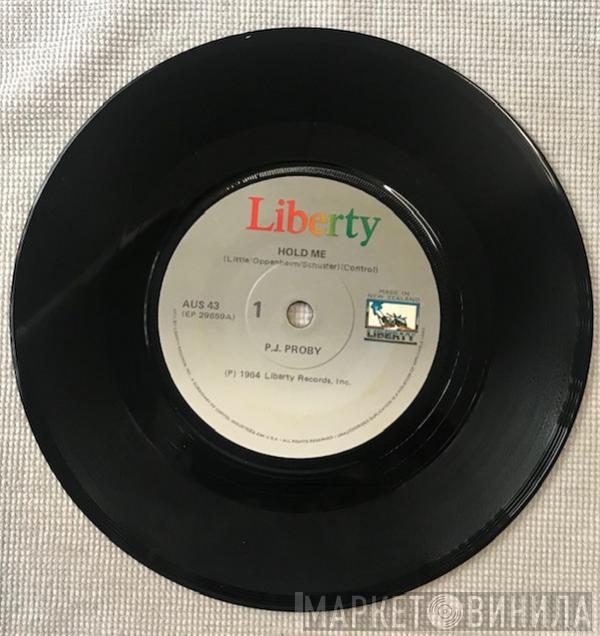 Liberty
HOLD ME
(Little/Oppenheim/Schuster)(Control)
AUS 43
(EP 29659A)
1
MADE IN
NEW ZEALAND
LIBERTY
P.J. PROBY
(P) 1964 Liberty Records, Inc.
МАРКЕТ ВИНИЛА